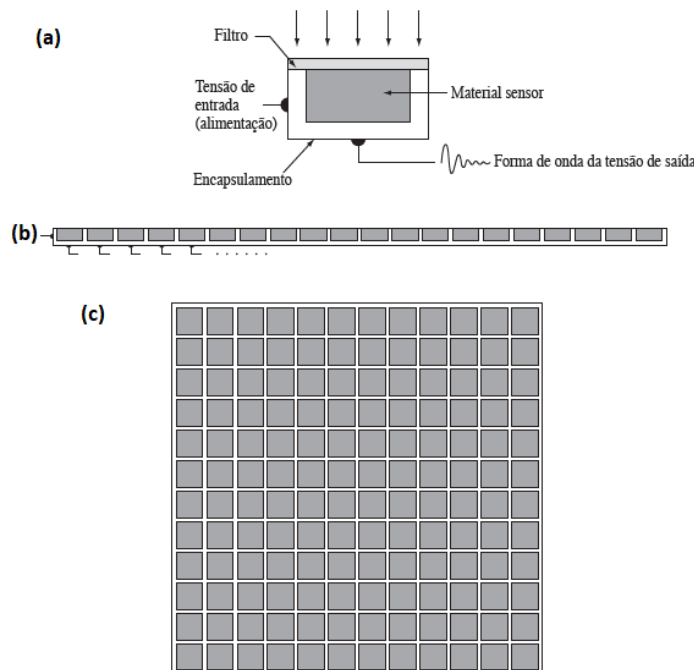 (a)
Filtro
Tensão de
entrada
(alimentação)
Material sensor
Encapsulamento
Forma de onda da tensão de saída
(b)
(c)